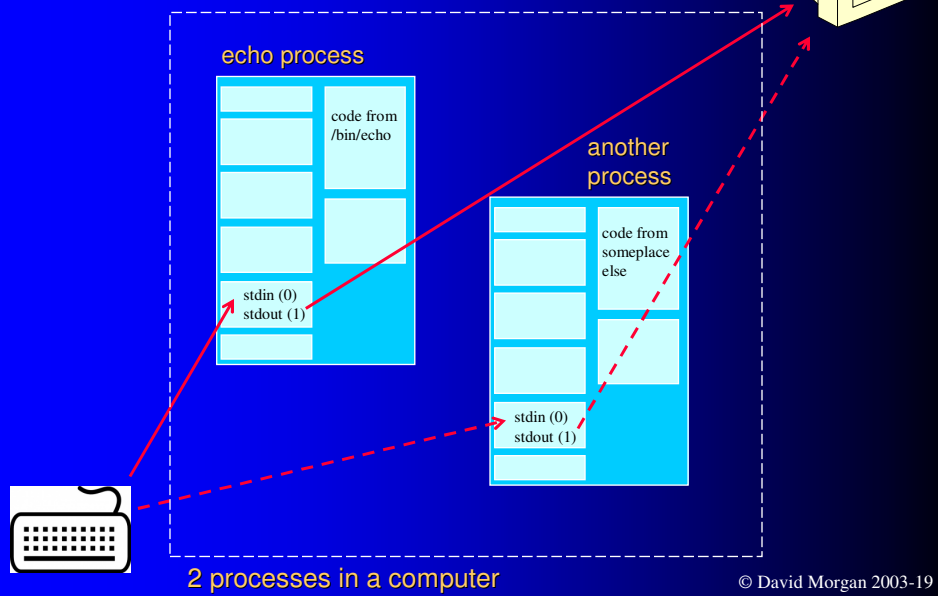 echo process
code from
/bin/echo
stdin (0)
stdout (1)
another
process
code from
someplace
else
stdin (0)
stdout (1)
2 processes in a computer
© David Morgan 2003-19